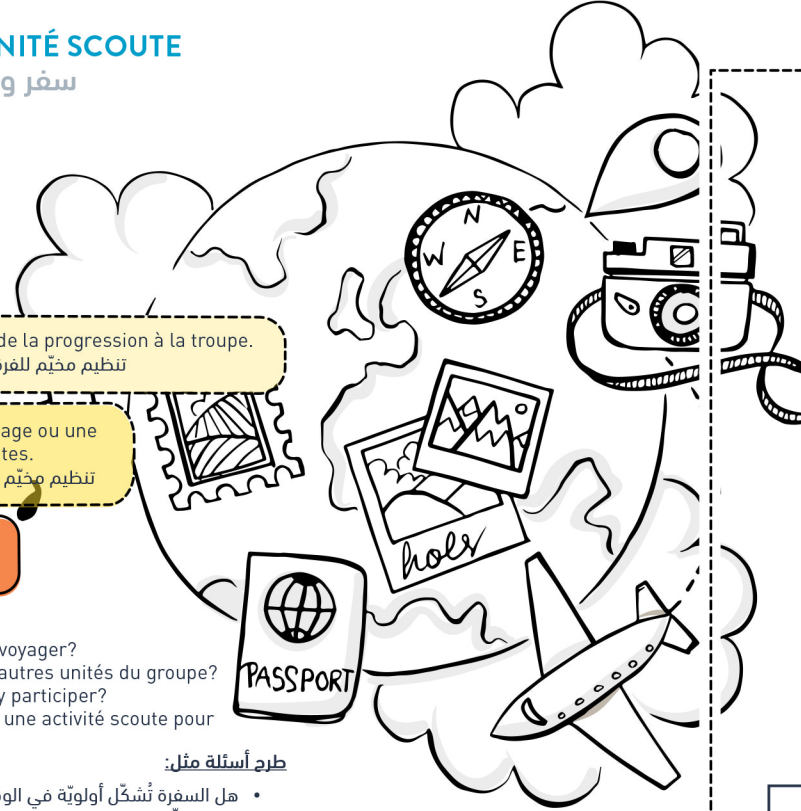 NITÉ SCOUTE
سفر و
N
W
E
S
de la progression à la troupe.
تنظيم مخيّم للفر
age ou une
tes.
تنظيم مخيّم
hols
PASSPORT
voyager?
autres unités du groupe?
y participer?
une activité scoute pour
طرح أسئلة مثل:
• هل السفرة تُشكّل أولويّة في الو